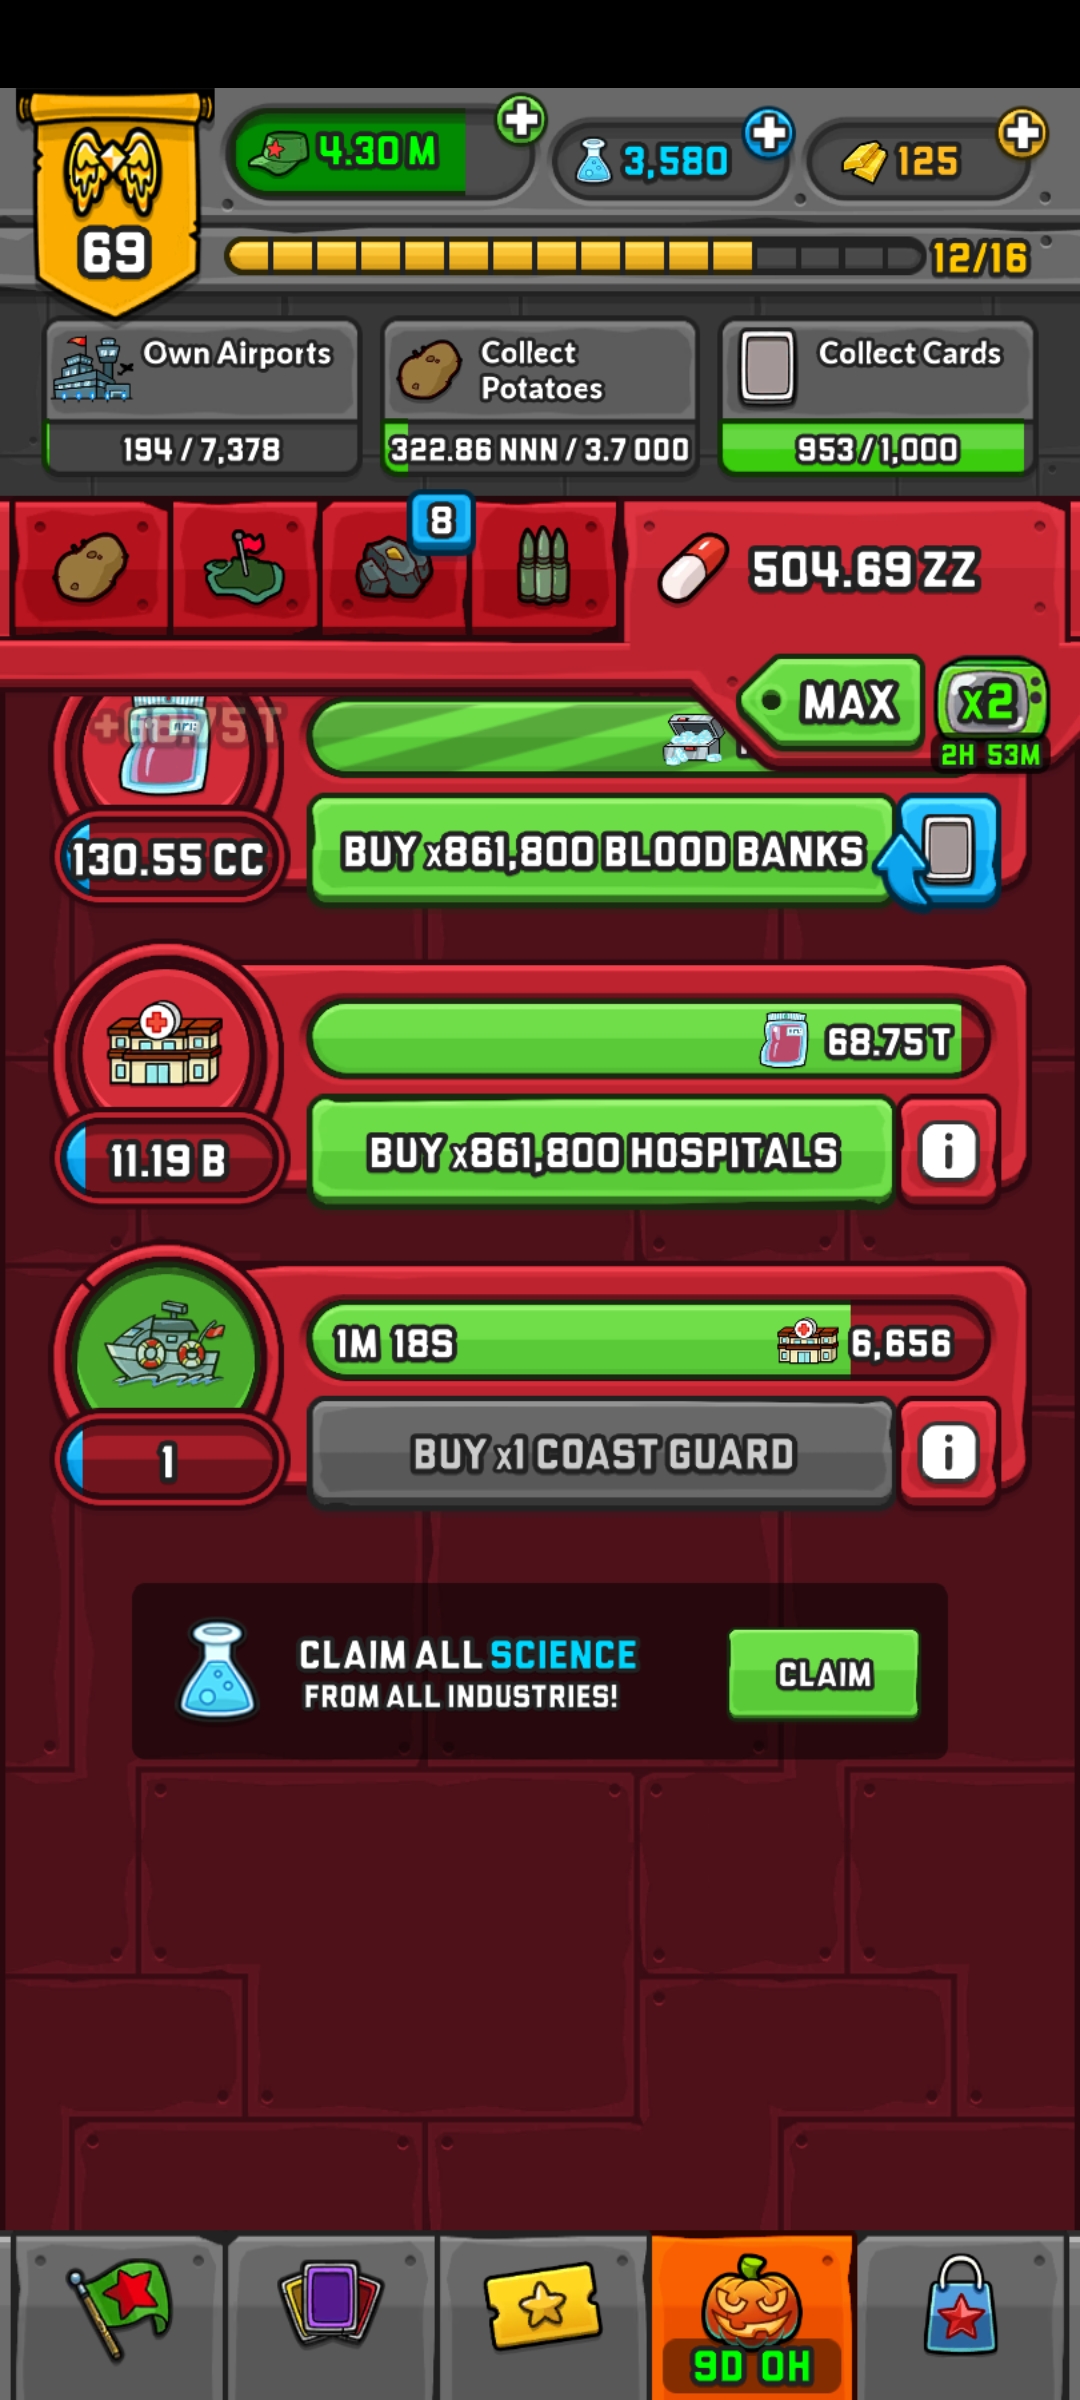 4.30 M
3,580
125
69
12/16
Own Airports
194 / 7,378
Collect
Potatoes
322.86 NNN / 3.7 OOO
Collect Cards
953 / 1,000
8
504.69 ZZ
MAX
x2
2H 53M
+68.75 T
130.55 CC
BUY x861,800 BLOOD BANKS
68.75 T
11.19 B
BUY x861,800 HOSPITALS
i
1M 18S
6,656
1
BUY x1 COAST GUARD
i
CLAIM ALL SCIENCE
FROM ALL INDUSTRIES!
CLAIM
9D 0H